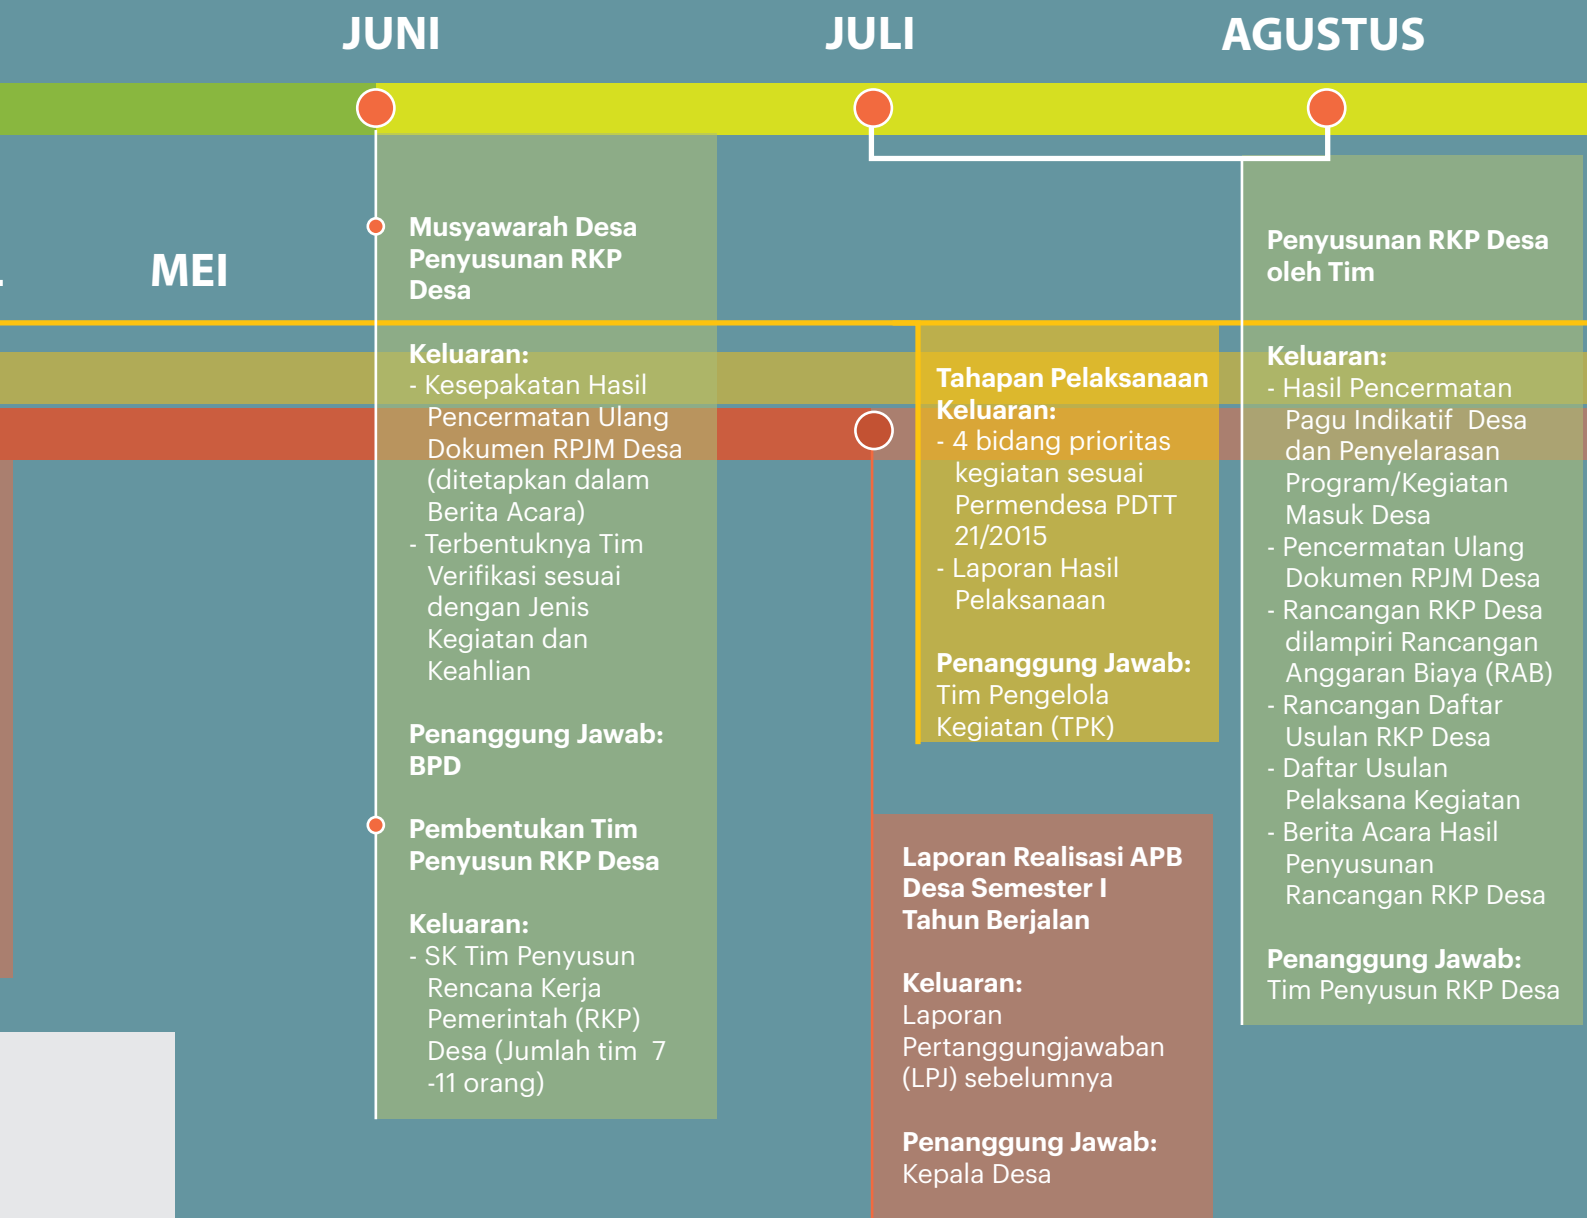 JUNI
JULI
AGUSTUS
MEI
Musyawarah Desa
Penyusunan RKP
Desa
Keluaran:
- Kesepakatan Hasil
Pencermatan Ulang
Dokumen RPJM Desa
(ditetapkan dalam
Berita Acara)
- Terbentuknya Tim
Verifikasi sesuai
dengan Jenis
Kegiatan dan
Keahlian
Penanggung Jawab:
BPD
Pembentukan Tim
Penyusun RKP Desa
Keluaran:
- SK Tim Penyusun
Rencana Kerja
Pemerintah (RKP)
Desa (Jumlah tim 7
-11 orang)
Tahapan Pelaksanaan
Keluaran:
- 4 bidang prioritas
kegiatan sesuai
Permendesa PDTT
21/2015
- Laporan Hasil
Pelaksanaan
Penanggung Jawab:
Tim Pengelola
Kegiatan (TPK)
Laporan Realisasi APB
Desa Semester I
Tahun Berjalan
Keluaran:
Laporan
Pertanggungjawaban
(LPJ) sebelumnya
Penanggung Jawab:
Kepala Desa
Penyusunan RKP Desa
oleh Tim
Keluaran:
- Hasil Pencermatan
Pagu Indikatif Desa
dan Penyelarasan
Program/Kegiatan
Masuk Desa
- Pencermatan Ulang
Dokumen RPJM Desa
- Rancangan RKP Desa
dilampiri Rancangan
Anggaran Biaya (RAB)
- Rancangan Daftar
Usulan RKP Desa
- Daftar Usulan
Pelaksana Kegiatan
- Berita Acara Hasil
Penyusunan
Rancangan RKP Desa
Penanggung Jawab:
Tim Penyusun RKP Desa